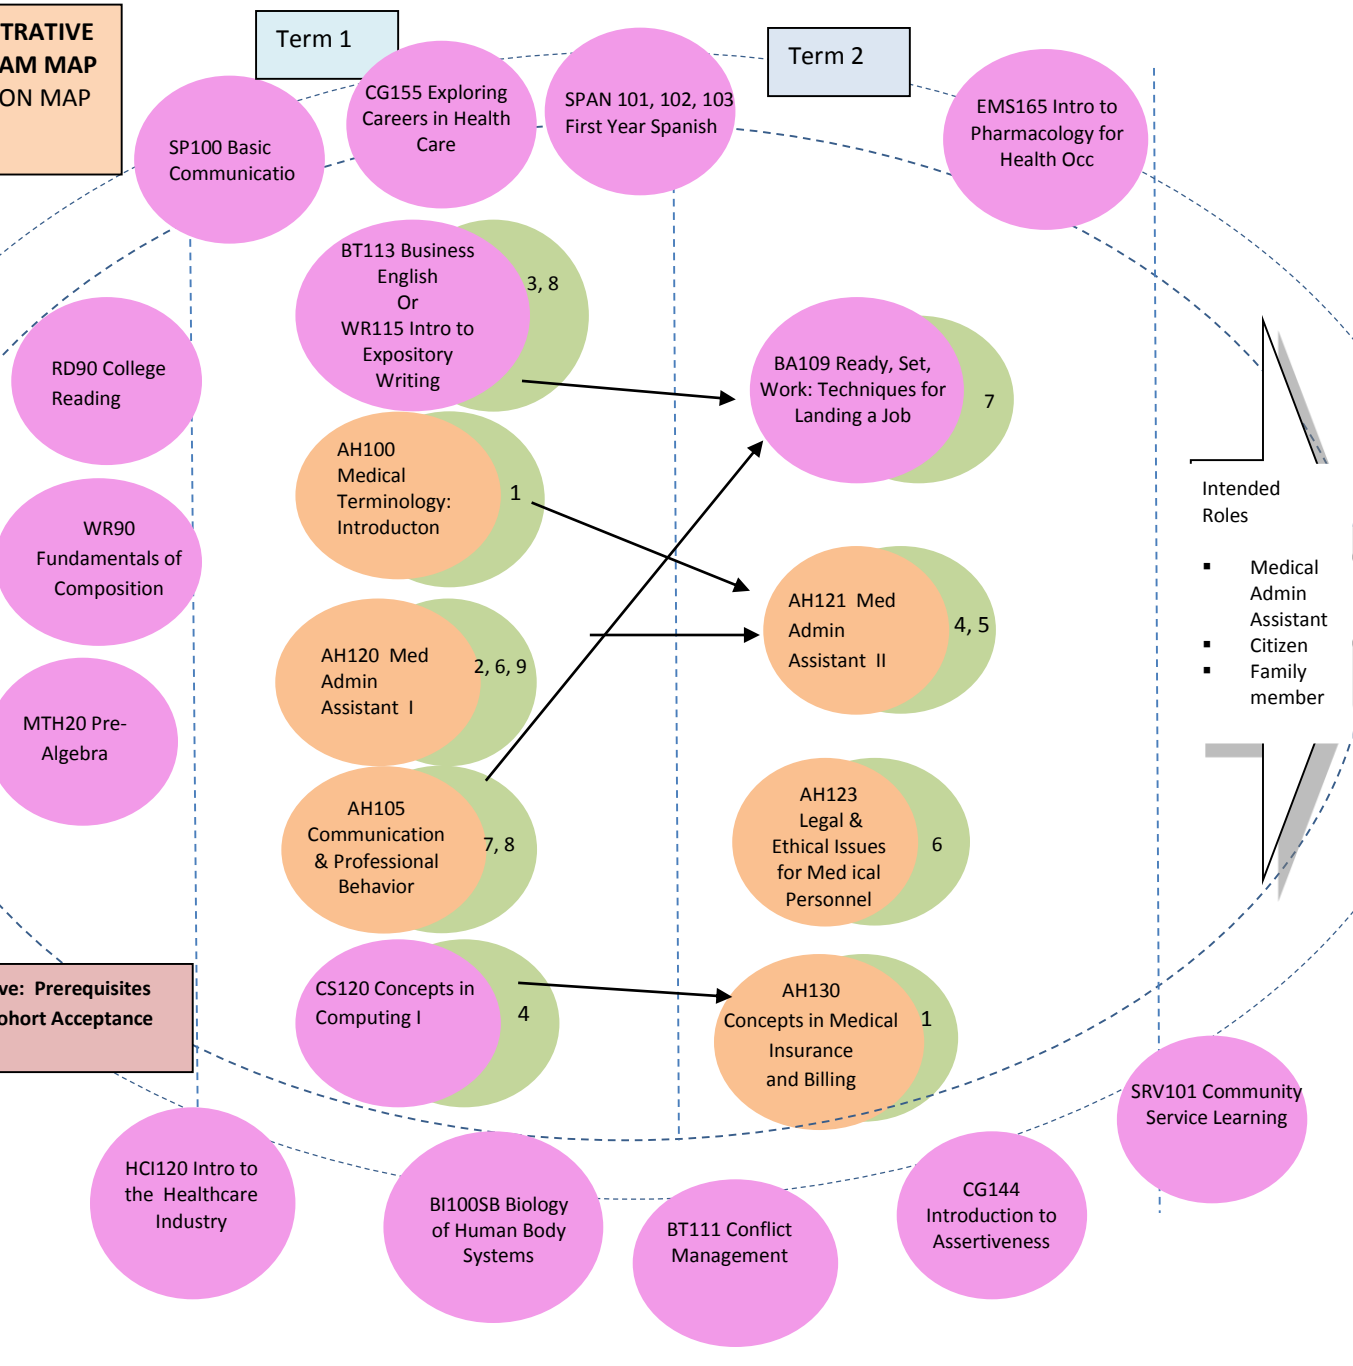 TRATIVE
AM MAP
ON MAP
Term 1
Term 2
SP100 Basic
Communicatio
CG155 Exploring
Careers in Health
Care
SPAN 101, 102, 103
First Year Spanish
EMS165 Intro to
Pharmacology for
Health Occ
RD90 College
Reading
WR90
Fundamentals of
Composition
MTH20 Pre-
Algebra
BT113 Business
English
Or
WR115 Intro to
Expository
Writing
3, 8
AH100
Medical
Terminology:
Introducton
1
AH120  Med
Admin
Assistant  I
2, 6, 9
AH105
Communication
& Professional
Behavior
7, 8
CS120 Concepts in
Computing I
4
BA109 Ready, Set,
Work: Techniques for
Landing a Job
7
AH121  Med
Admin
Assistant  II
4, 5
AH123
Legal &
Ethical Issues
for Med ical
Personnel
6
AH130
Concepts in Medical
Insurance
and Billing
1
Intended
Roles
▪ Medical
Admin
Assistant
▪ Citizen
▪ Family
member
ve:  Prerequisites
ohort Acceptance
HCI120 Intro to
the  Healthcare
Industry
BI100SB Biology
of Human Body
Systems
BT111 Conflict
Management
CG144
Introduction to
Assertiveness
SRV101 Community
Service Learning